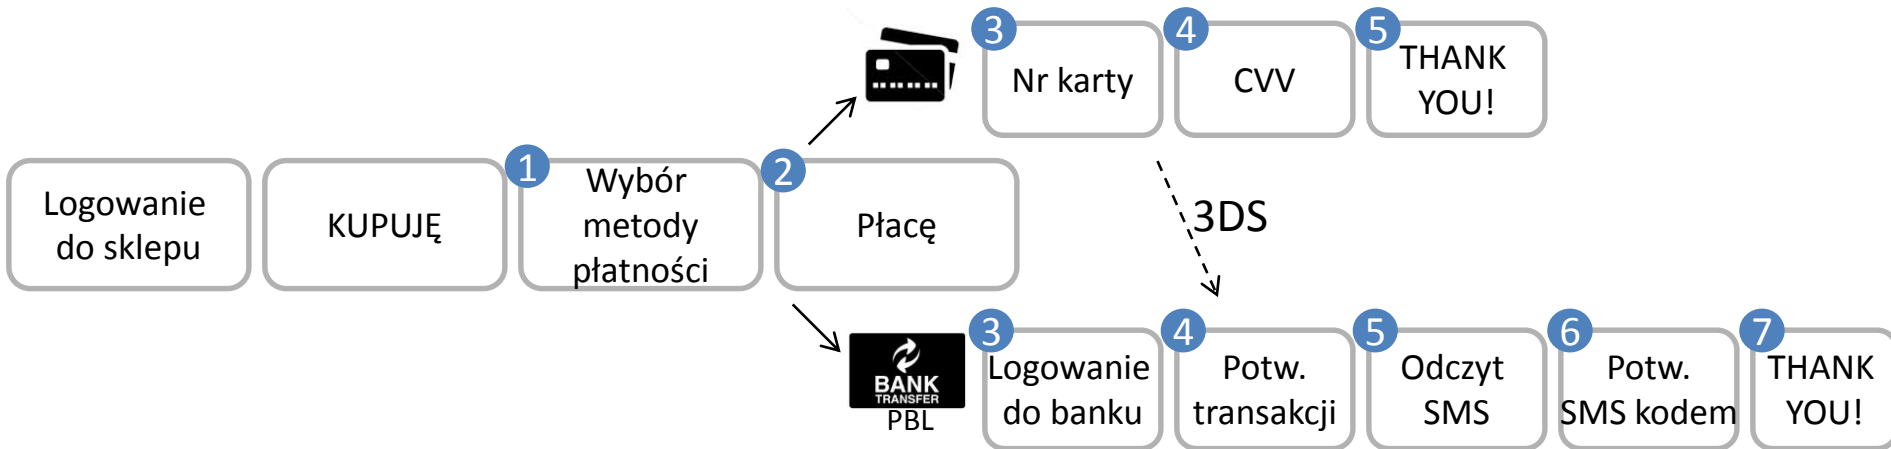 Logowanie
do sklepu
KUPUJĘ
1
Wybór
metody
płatności
2
Płacę
3
Nr karty
4
CVV
5
THANK
YOU!
3DS
BANK
TRANSFER
PBL
3
Logowanie
do banku
4
Potw.
transakcji
5
Odczyt
SMS
6
Potw.
SMS kodem
7
THANK
YOU!